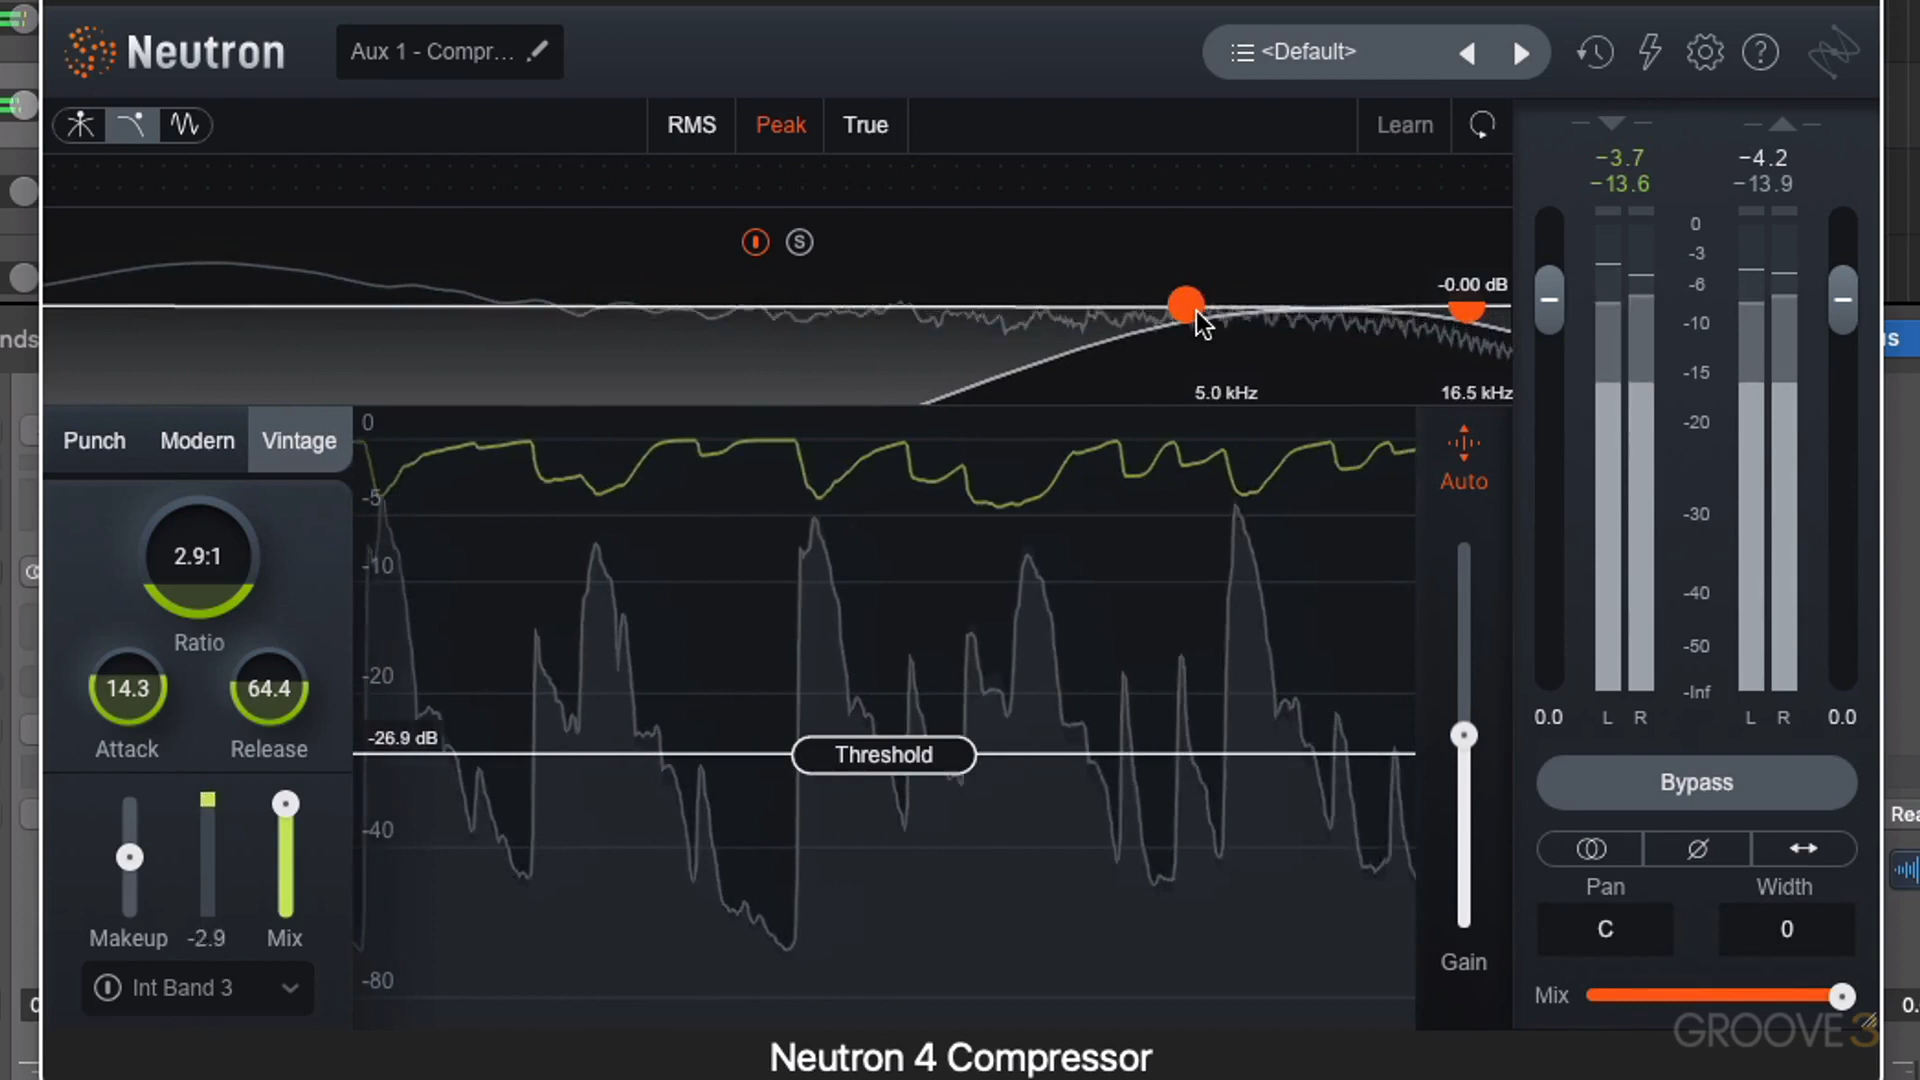 Neutron
Aux 1 - Compr...
<Default>
RMS Peak True
Learn
-3.7 -4.2
-13.6 -13.9
S
-0.00 dB
5.0 kHz 16.5 kHz
nds
s
Punch Modern Vintage
2.9:1
Ratio
14.3 64.4
Attack Release
Makeup -2.9 Mix
Int Band 3
0
-5
-10
-20
-26.9 dB
Threshold
-40
-80
Auto
Gain
0
-3
-6
-10
-15
-20
-30
-40
-50
-Inf
0.0 L R L R 0.0
Bypass
Pan Width
C 0
Mix
Rea
0
0.
GROOVE3
Neutron 4 Compressor